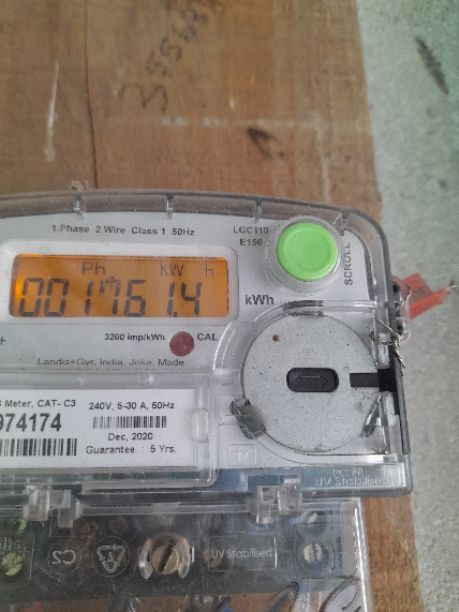 1.Phase 2 Wire Class 1 50Hz
LGC110
E150
SCROLL
Ph KW h
001761.4
kWh
3200 imp/kWh CAL
Landis+Gyr. India. Joka. Made
Meter, CAT- C3
974174
240V, 5-30 A, 50Hz
Dec, 2020
Guarantee : 5 Yrs.
UV Stabilised
UV Stabilised